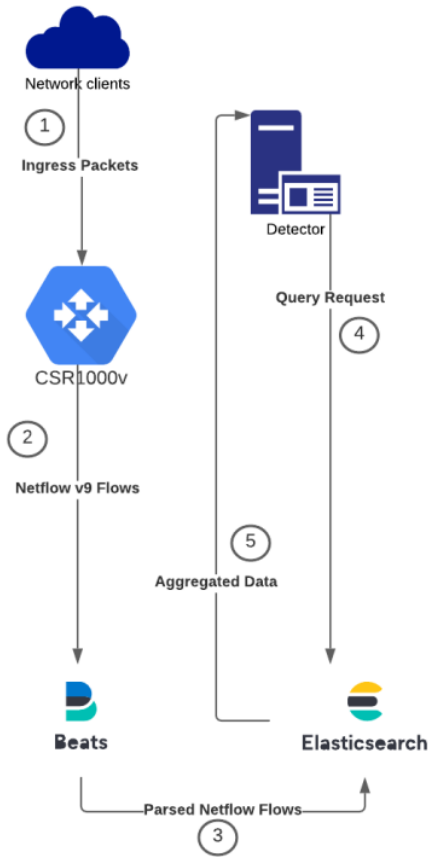 Network clients
1
Ingress Packets
CSR1000v
2
Netflow v9 Flows
Beats
Parsed Netflow Flows
3
Elasticsearch
Detector
Query Request
4
5
Aggregated Data